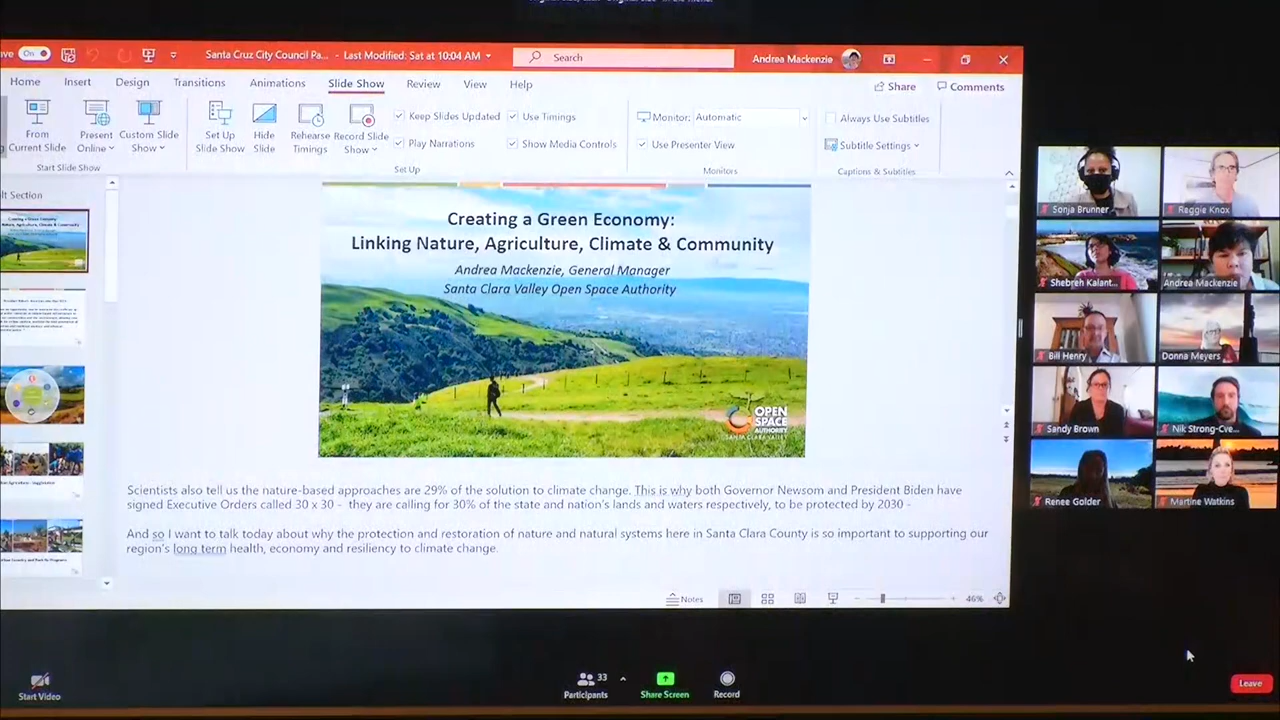 On
Santa Cruz City Council Pa... - Last Modified: Sat at 10:04 AM
Search
Andrea Mackenzie
Home Insert Design Transitions Animations Slide Show Review View Help
Share
Comments
From
Current Slide
Present
Online
Custom Slide
Show
Set Up
Slide Show
Hide
Slide
Rehearse
Timings
Record Slide
Show
Keep Slides Updated
Play Narrations
Use Timings
Show Media Controls
Monitor: Automatic
Use Presenter View
Always Use Subtitles
Subtitle Settings
Start Slide Show
Set Up
Monitors
Captions & Subtitles
lt Section
Creating a Green Economy:
Linking Nature, Agriculture, Climate & Community
Andrea Mackenzie, General Manager
Santa Clara Valley Open Space Authority
OPEN
SPACE
AUTHORITY
SANTA CLARA VALLEY
Scientists also tell us the nature-based approaches are 29% of the solution to climate change. This is why both Governor Newsom and President Biden have
signed Executive Orders called 30 x 30 - They are calling for 30% of the state and nation's lands and waters respectively, to be protected by 2030 -
And so I want to talk today about why the protection and restoration of nature and natural systems here in Santa Clara County is so important to supporting our
region's long term health, economy and resiliency to climate change.
Notes
46%
Sonja Brunner
Reggie Knox
Shebreh Kalant...
Andrea Mackenzie
Bill Henry
Donna Meyers
Sandy Brown
Nik Strong-Cve...
Renee Golder
Martine Watkins
Start Video
33
Participants
Share Screen
Record
Leave